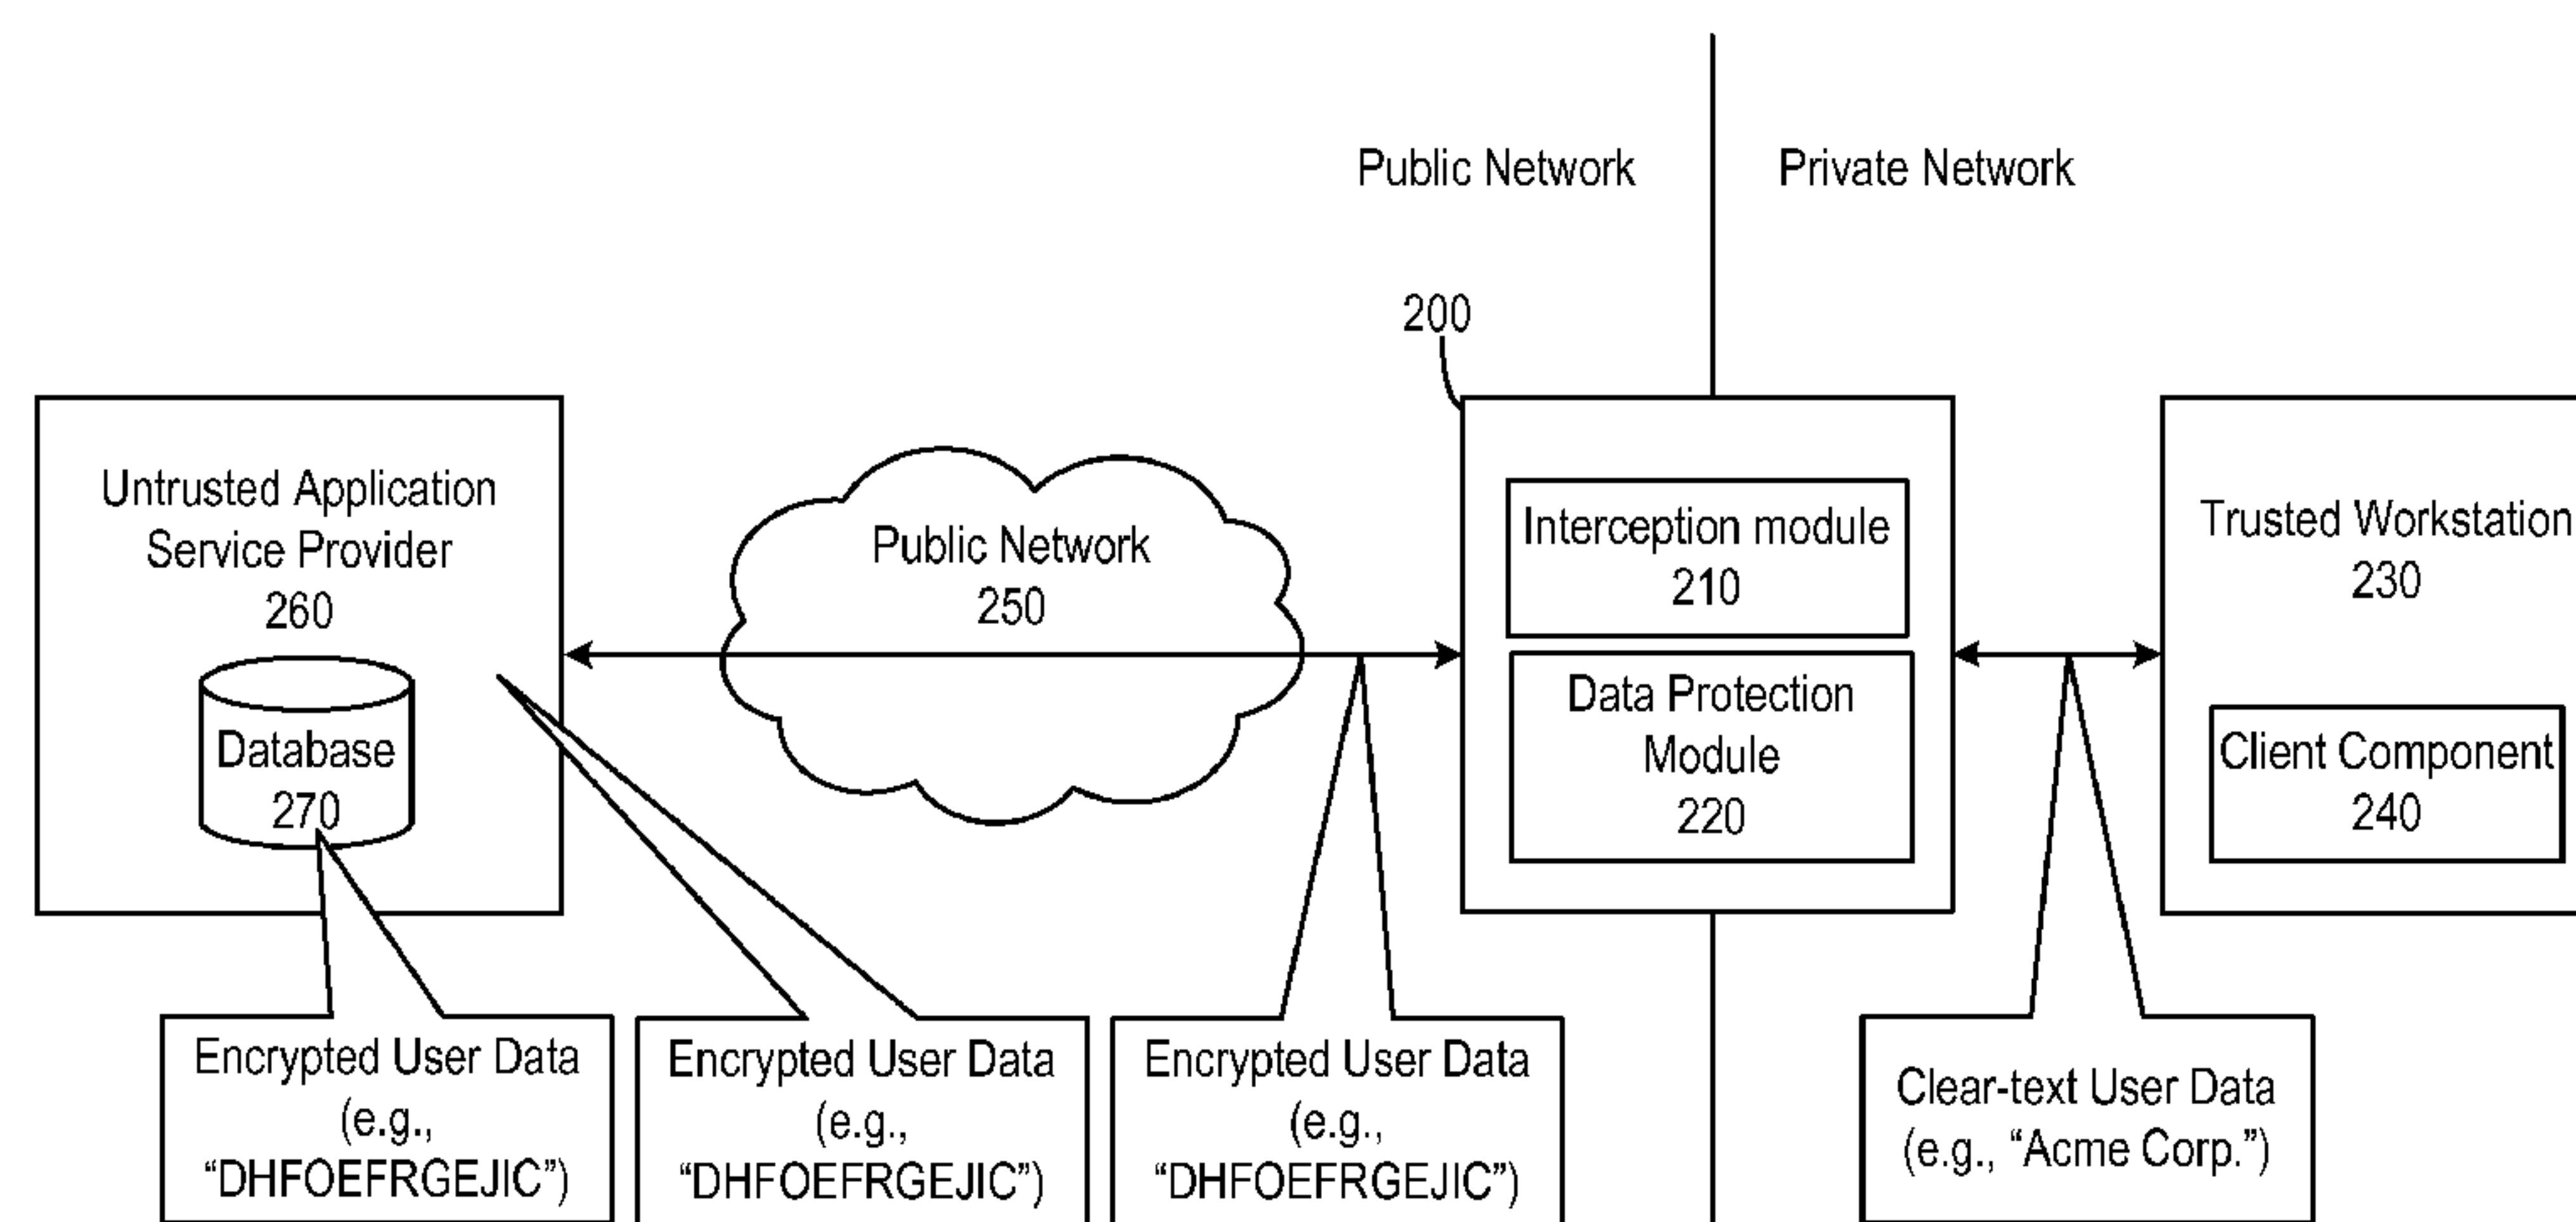 Public Network
Private Network
200
Untrusted Application
Service Provider
260
Database
270
Public Network
250
Interception module
210
Data Protection
Module
220
Trusted Workstation
230
Client Component
240
Encrypted User Data
(e.g.,
“DHFOEFRGEJIC”)
Encrypted User Data
(e.g.,
“DHFOEFRGEJIC”)
Encrypted User Data
(e.g.,
“DHFOEFRGEJIC”)
Clear-text User Data
(e.g., “Acme Corp.”)